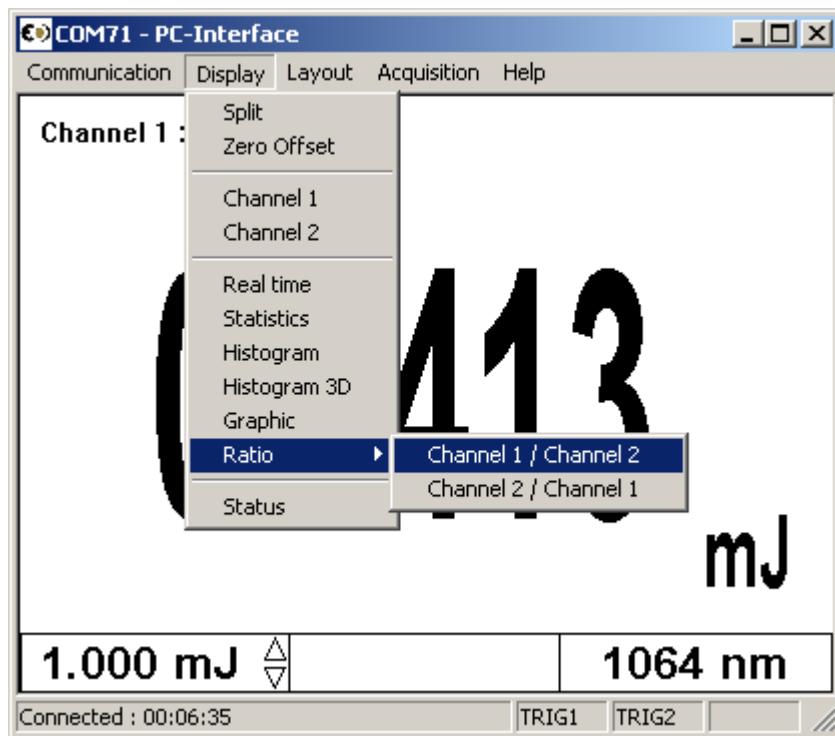 COM71 - PC-Interface
Communication Display Layout Acquisition Help
Channel 1 :
Split
Zero Offset
Channel 1
Channel 2
Real time
Statistics
Histogram
Histogram 3D
Graphic
Ratio
Channel 1 / Channel 2
Channel 2 / Channel 1
Status
413
mJ
1.000 mJ
1064 nm
Connected : 00:06:35
TRIG1
TRIG2